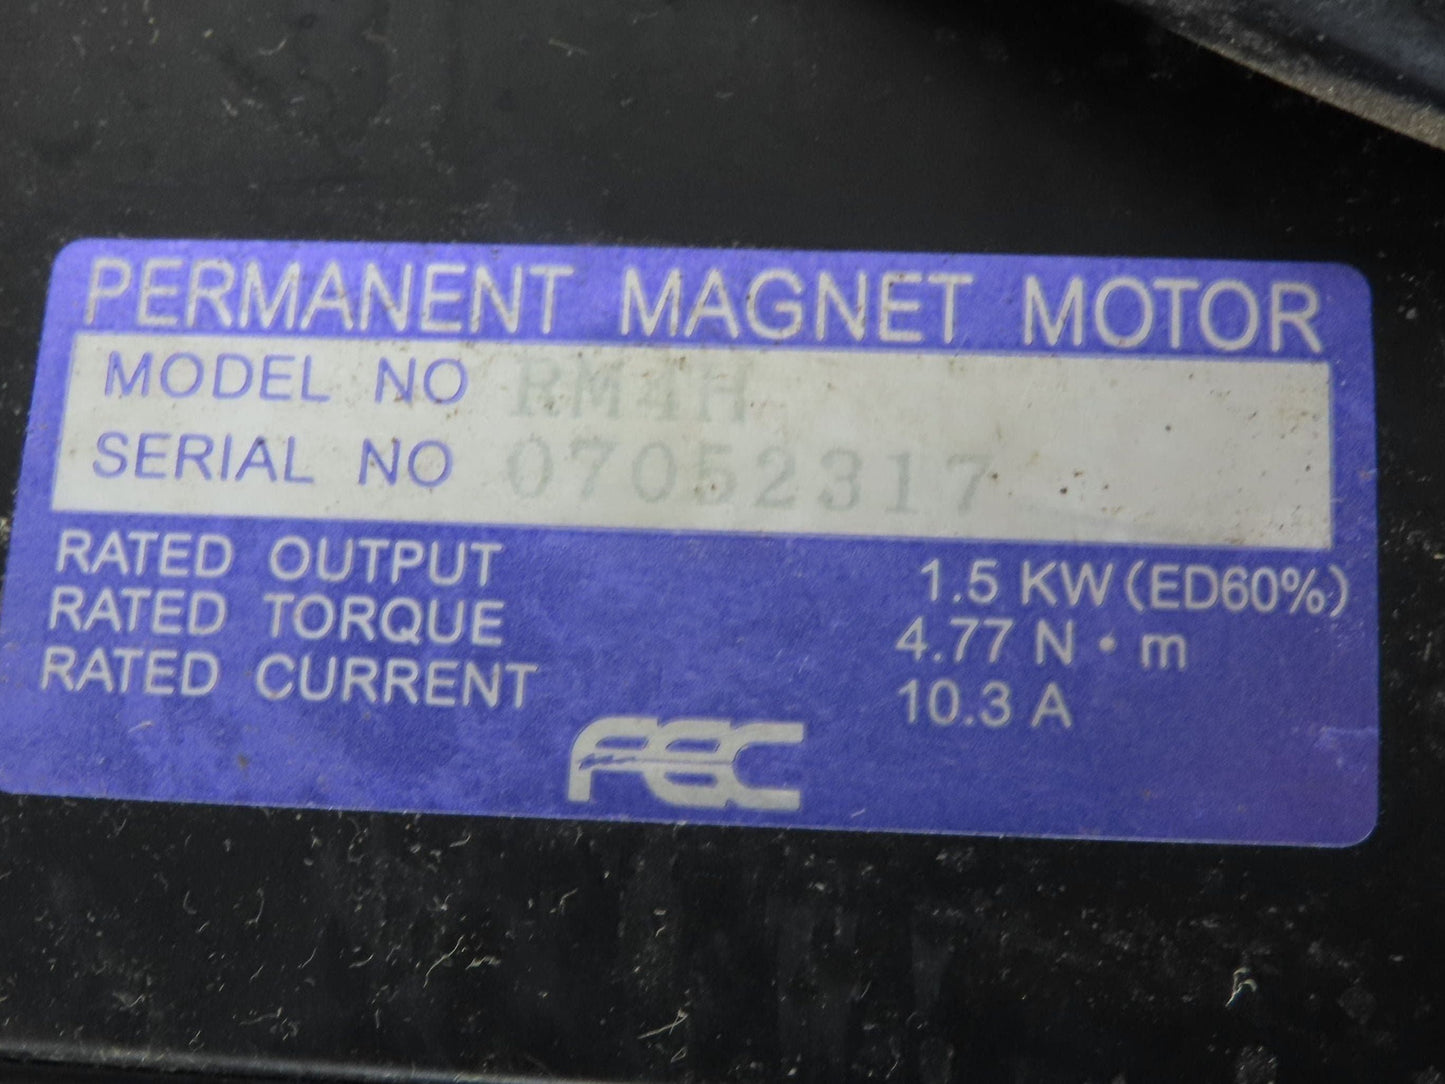 PERMANENT MAGNET MOTOR
MODEL NO RM4H
SERIAL NO 07052317
RATED OUTPUT 1.5 KW (ED60%)
RATED TORQUE 4.77 N・m
RATED CURRENT 10.3 A
FEC